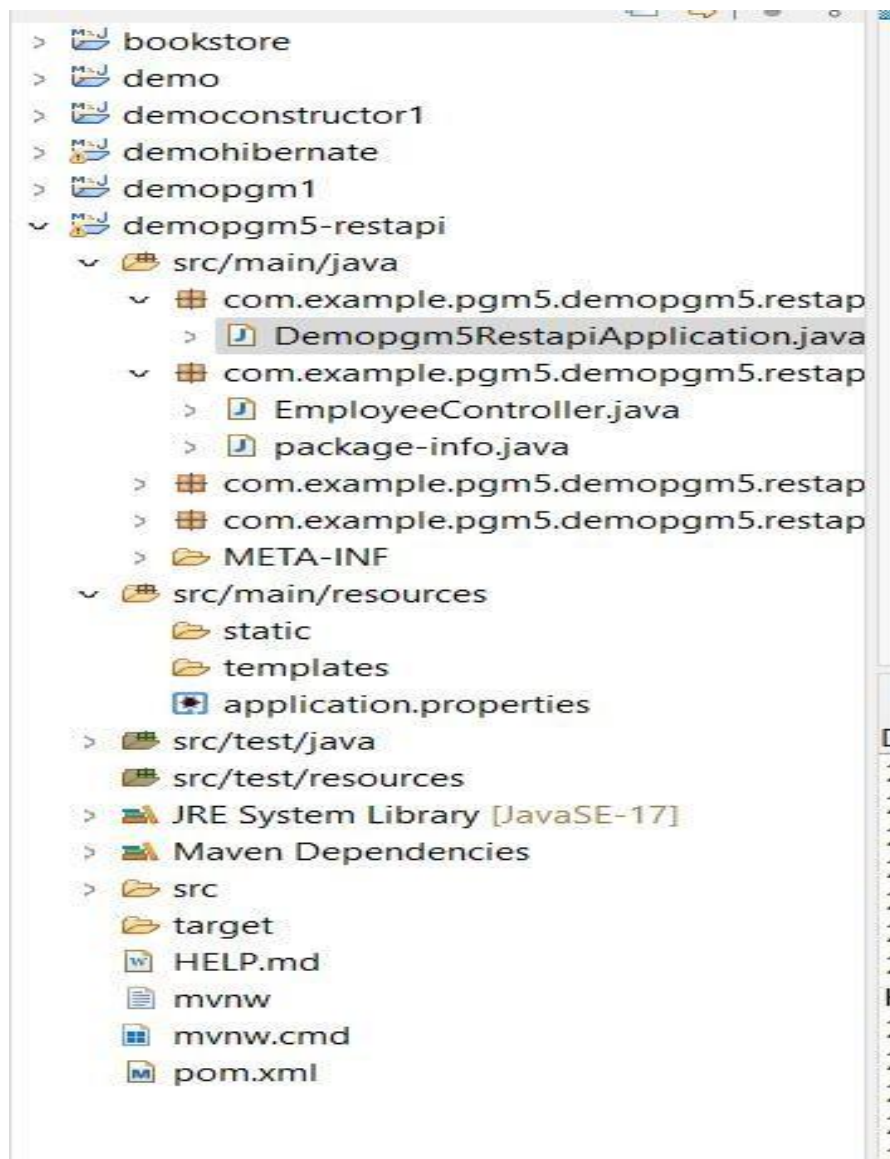 bookstore
demo
democonstructor1
demohibernate
demopgm1
demopgm5-restapi
src/main/java
com.example.pgm5.demopgm5.restap
Demopgm5RestapiApplication.java
com.example.pgm5.demopgm5.restap
EmployeeController.java
package-info.java
com.example.pgm5.demopgm5.restap
com.example.pgm5.demopgm5.restap
META-INF
src/main/resources
static
templates
application.properties
src/test/java
src/test/resources
JRE System Library [JavaSE-17]
Maven Dependencies
src
target
HELP.md
mvnw
mvnw.cmd
pom.xml